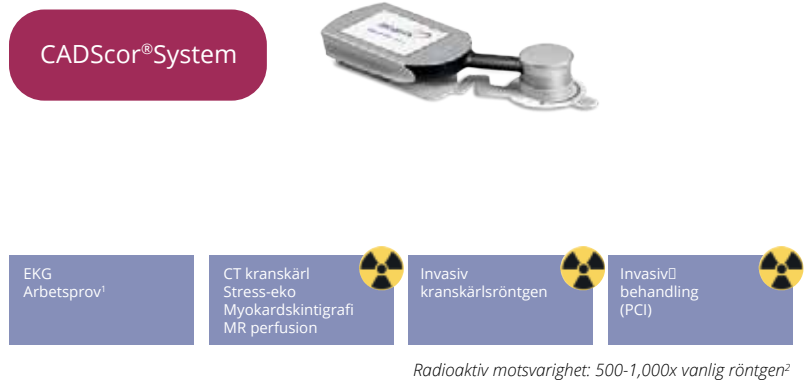 CADScor®System
EKG
Arbetsprov¹
CT kranskärl
Stress-eko
Myokardskintigrafi
MR perfusion
Invasiv
kranskärlsröntgen
Invasiv
behandling
(PCI)
Radioaktiv motsvarighet: 500-1,000x vanlig röntgen²